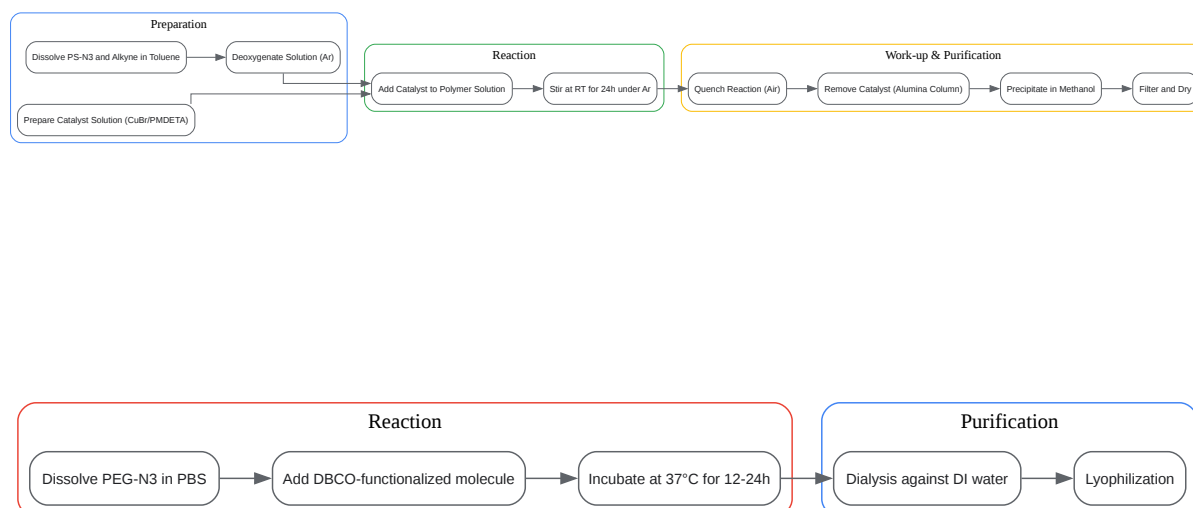 Preparation
Dissolve PS-N3 and Alkyne in Toluene
Deoxygenate Solution (Ar)
Prepare Catalyst Solution (CuBr/PMDETA)
Reaction
Add Catalyst to Polymer Solution
Stir at RT for 24h under Ar
Work-up & Purification
Quench Reaction (Air)
Remove Catalyst (Alumina Column)
Precipitate in Methanol
Filter and Dry
Reaction
Dissolve PEG-N3 in PBS
Add DBCO-functionalized molecule
Incubate at 37°C for 12-24h
Purification
Dialysis against DI water
Lyophilization